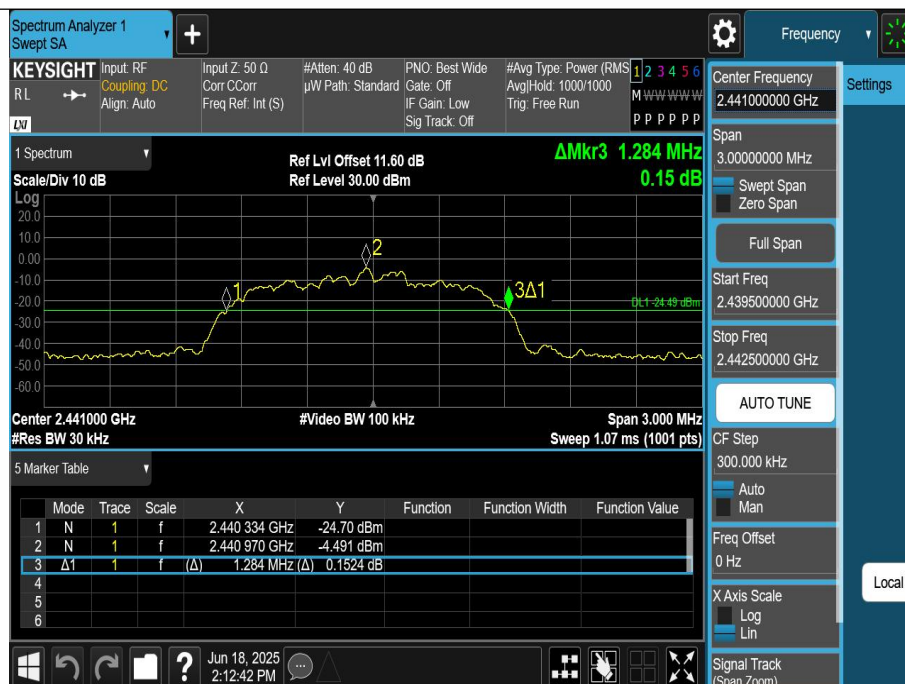 Spectrum Analyzer 1
Swept SA
+
Frequency
KEYSIGHT
RL
LXI
Input: RF
Coupling: DC
Align: Auto
Input Z: 50 Ω
Corr CCorr
Freq Ref: Int (S)
#Atten: 40 dB
µW Path: Standard
PNO: Best Wide
Gate: Off
IF Gain: Low
Sig Track: Off
#Avg Type: Power (RMS
Avg|Hold: 1000/1000
Trig: Free Run
1 2 3 4 5 6
M W W W W W
P P P P P P
1 Spectrum
Scale/Div 10 dB
Ref Lvl Offset 11.60 dB
Ref Level 30.00 dBm
ΔMkr3 1.284 MHz
0.15 dB
Log
20.0
10.0
0.00
-10.0
-20.0
-30.0
-40.0
-50.0
-60.0
1
2
3Δ1
DL1 -24.49 dBm
Center 2.441000 GHz
#Res BW 30 kHz
#Video BW 100 kHz
Span 3.000 MHz
Sweep 1.07 ms (1001 pts)
5 Marker Table
Mode Trace Scale X Y Function Function Width Function Value
1 N 1 f 2.440 334 GHz -24.70 dBm
2 N 1 f 2.440 970 GHz -4.491 dBm
3 Δ1 1 f (Δ) 1.284 MHz (Δ) 0.1524 dB
4
5
6
?
Jun 18, 2025
2:12:42 PM
Center Frequency
2.441000000 GHz
Span
3.00000000 MHz
Swept Span
Zero Span
Full Span
Start Freq
2.439500000 GHz
Stop Freq
2.442500000 GHz
AUTO TUNE
CF Step
300.000 kHz
Auto
Man
Freq Offset
0 Hz
X Axis Scale
Log
Lin
Signal Track
(Span Zoom)
Settings
Local